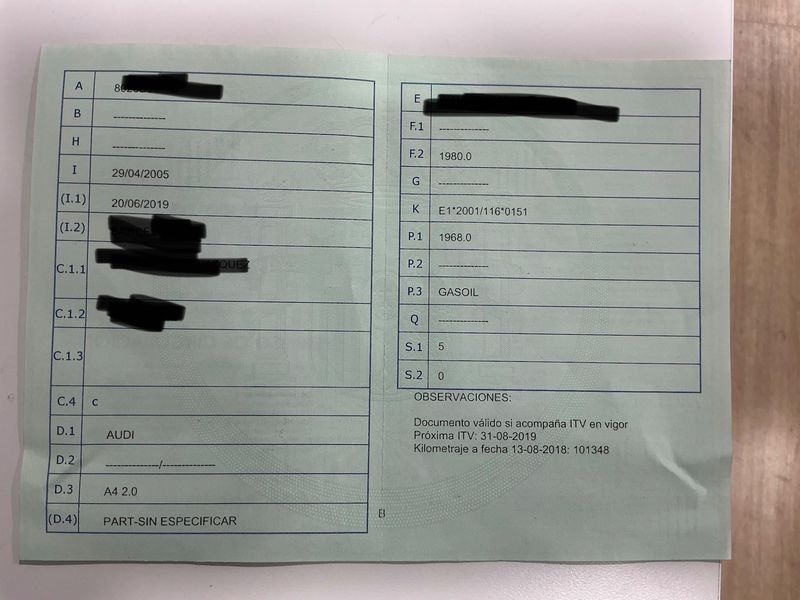 A
B -------------
H -------------
I 29/04/2005
(I.1) 20/06/2019
(I.2)
C.1.1
C.1.2
C.1.3
C.4 c
D.1 AUDI
D.2 -------------/-------------
D.3 A4 2.0
(D.4) PART-SIN ESPECIFICAR
E
F.1 -------------
F.2 1980.0
G -------------
K E1*2001/116*0151
P.1 1968.0
P.2 -------------
P.3 GASOIL
Q -------------
S.1 5
S.2 0
OBSERVACIONES:
Documento válido si acompaña ITV en vigor
Próxima ITV: 31-08-2019
Kilometraje a fecha 13-08-2018: 101348